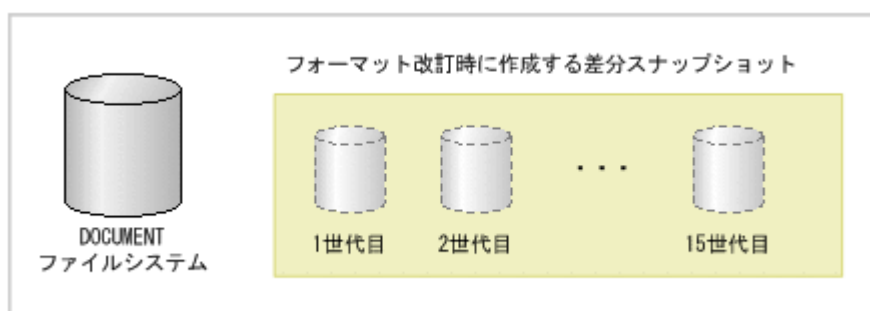 フォーマット改訂時に作成する差分スナップショット
DOCUMENT
ファイルシステム
1世代目
2世代目
・・・
15世代目